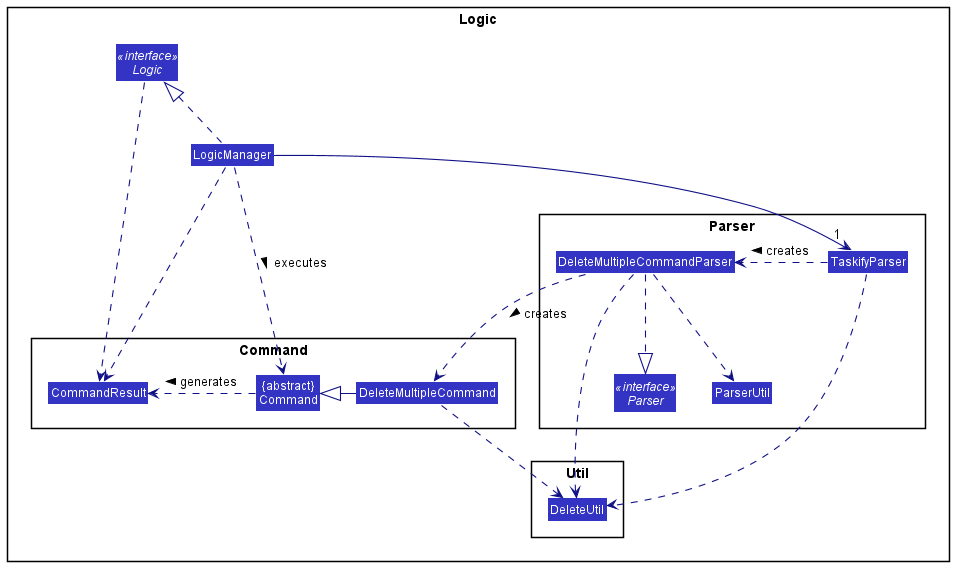 Logic
«interface»
Logic
LogicManager
Parser
1
creates
DeleteMultipleCommandParser
TaskifyParser
executes
creates
Command
generates
CommandResult
{abstract}
Command
DeleteMultipleCommand
«interface»
Parser
ParserUtil
Util
DeleteUtil